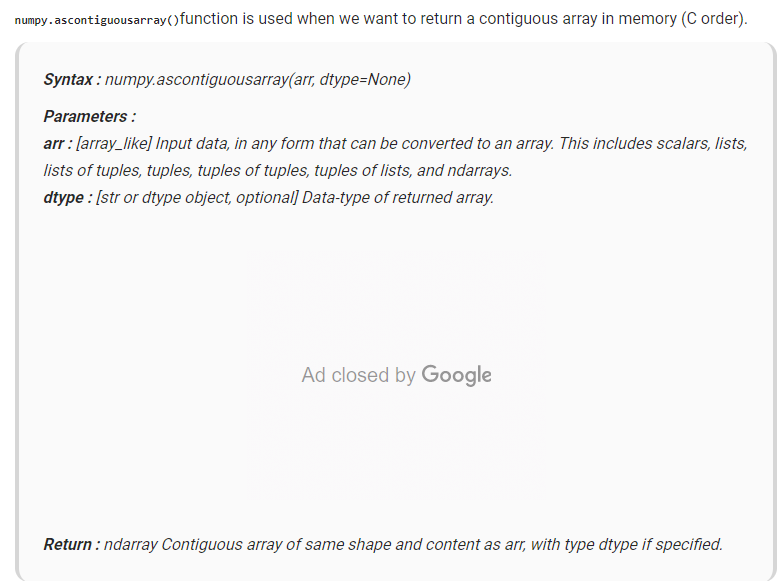 numpy.ascontiguousarray()function is used when we want to return a contiguous array in memory (C order).
Syntax : numpy.ascontiguousarray(arr, dtype=None)
Parameters :
arr : [array_like] Input data, in any form that can be converted to an array. This includes scalars, lists,
lists of tuples, tuples, tuples of tuples, tuples of lists, and ndarrays.
dtype : [str or dtype object, optional] Data-type of returned array.
Ad closed by Google
Return : ndarray Contiguous array of same shape and content as arr, with type dtype if specified.